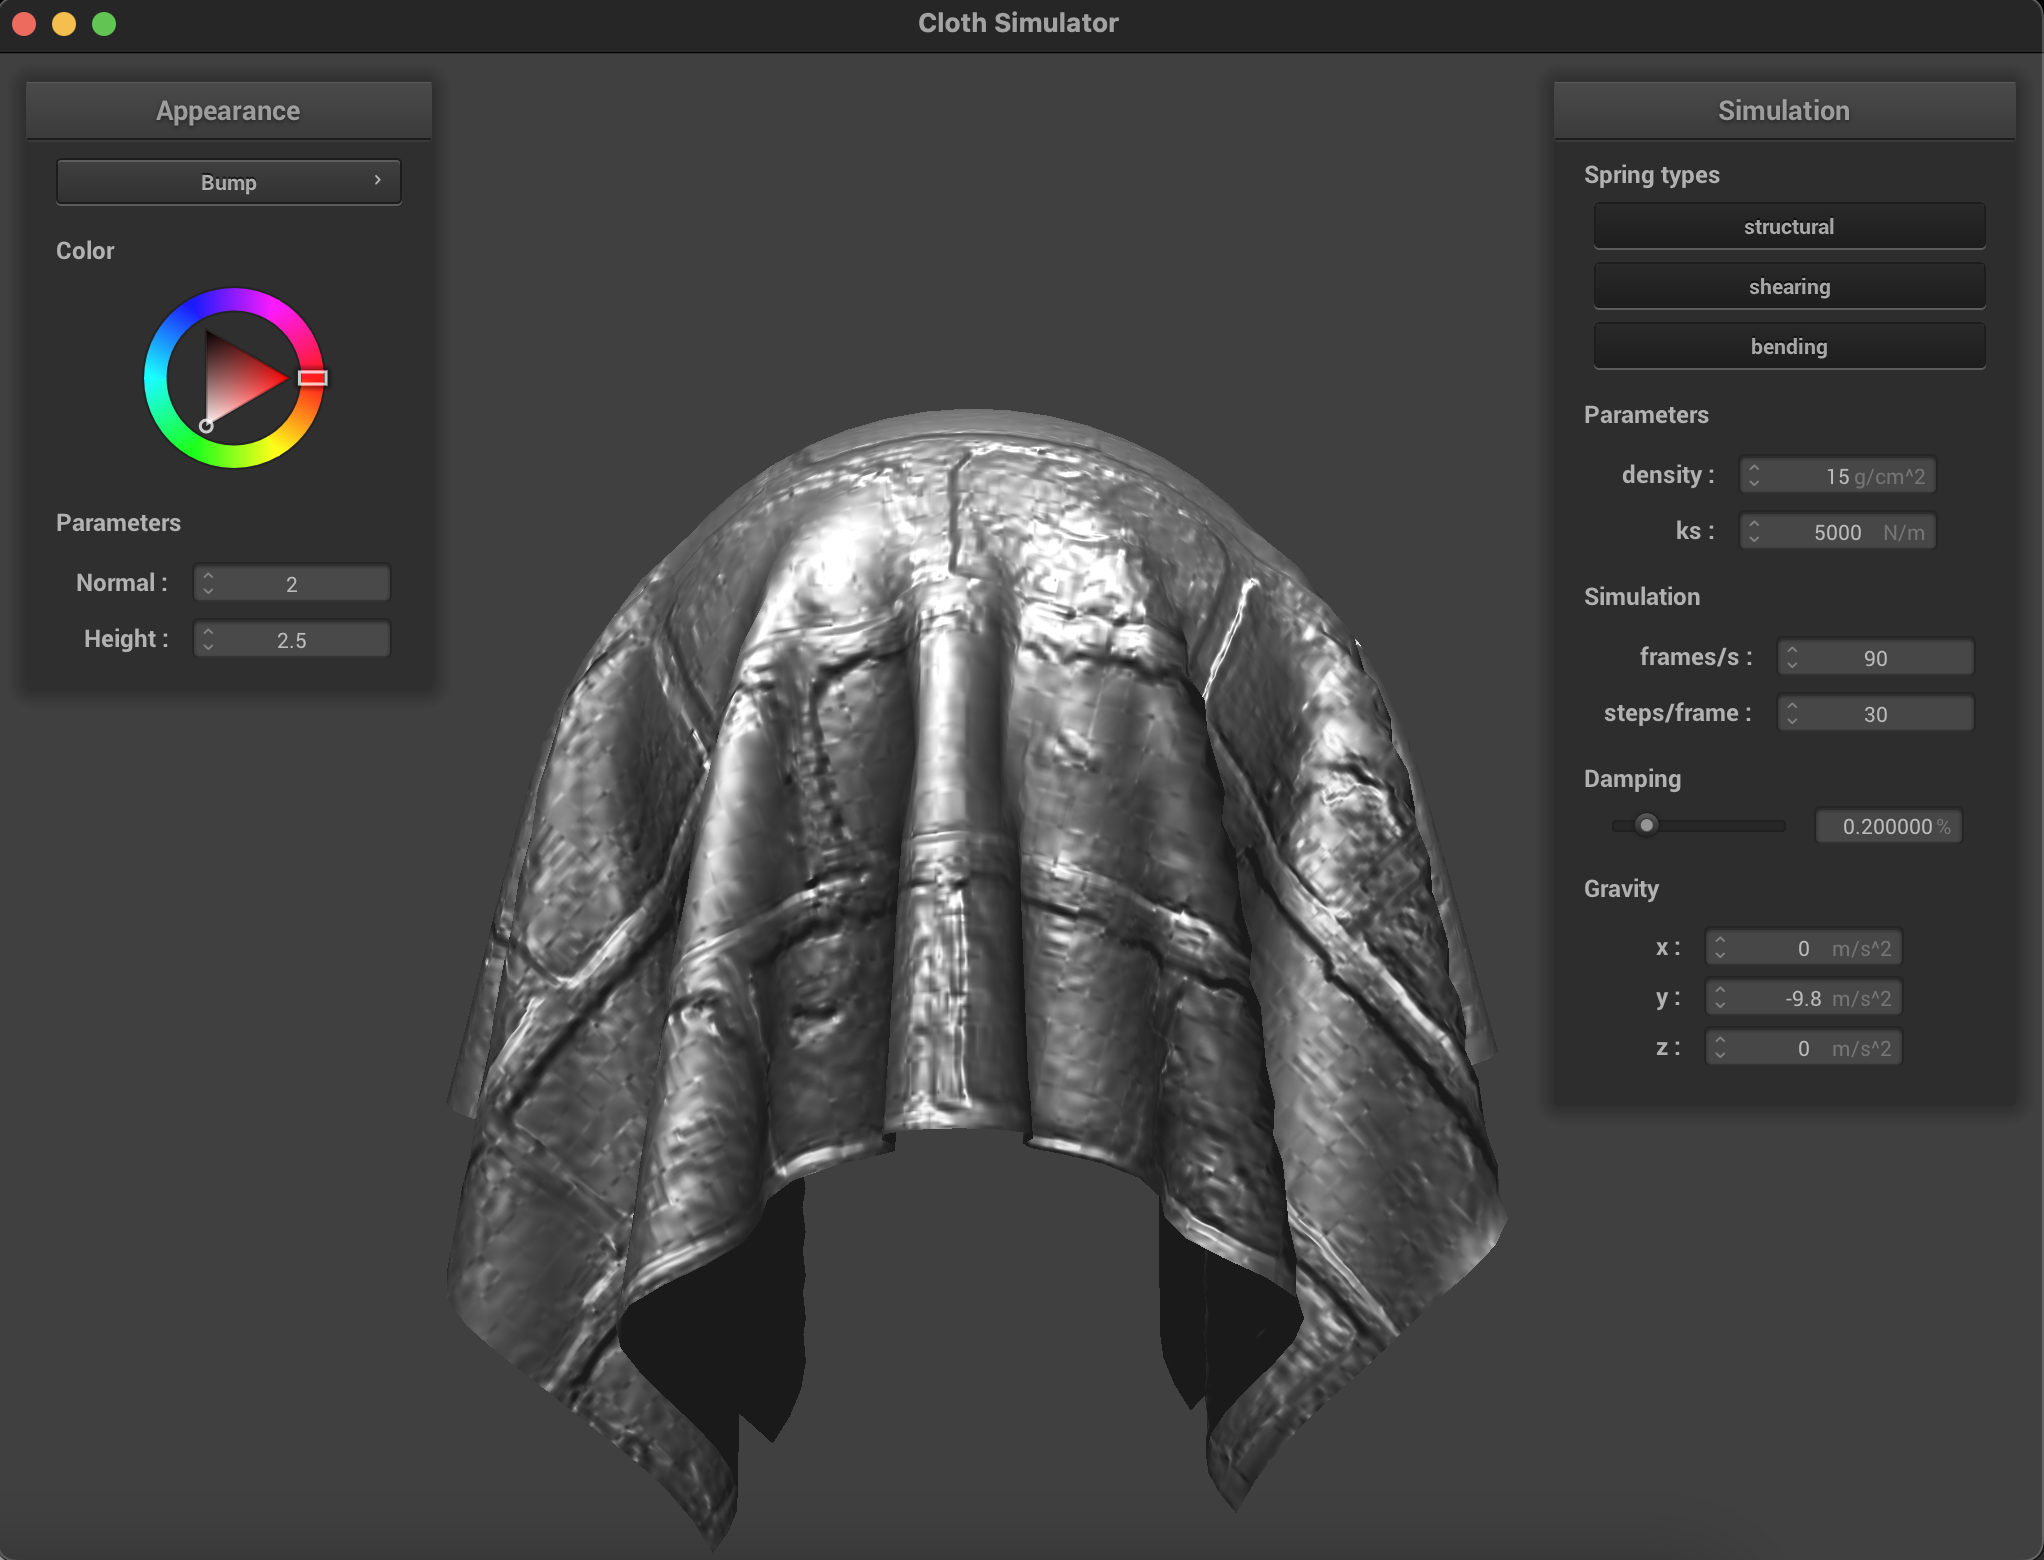 Cloth Simulator
Appearance
Bump
Color
Parameters
Normal : 2
Height : 2.5
Simulation
Spring types
structural
shearing
bending
Parameters
density : 15 g/cm^2
ks : 5000 N/m
Simulation
frames/s : 90
steps/frame : 30
Damping
0.200000 %
Gravity
x : 0 m/s^2
y : -9.8 m/s^2
z : 0 m/s^2